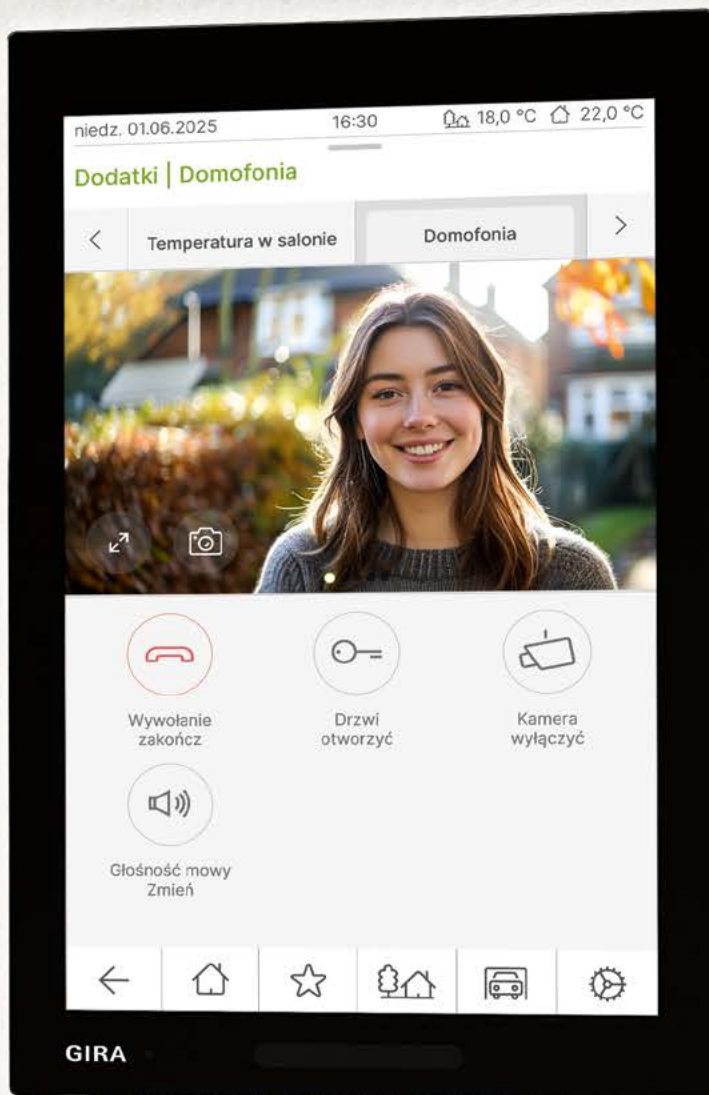 niedz. 01.06.2025 16:30 18,0 °C 22,0 °C
Dodatki | Domofonia
Temperatura w salonie Domofonia
Wywołanie zakończ
Drzwi otworzyć
Kamera wyłączyć
Głośność mowy
Zmień
GIRA